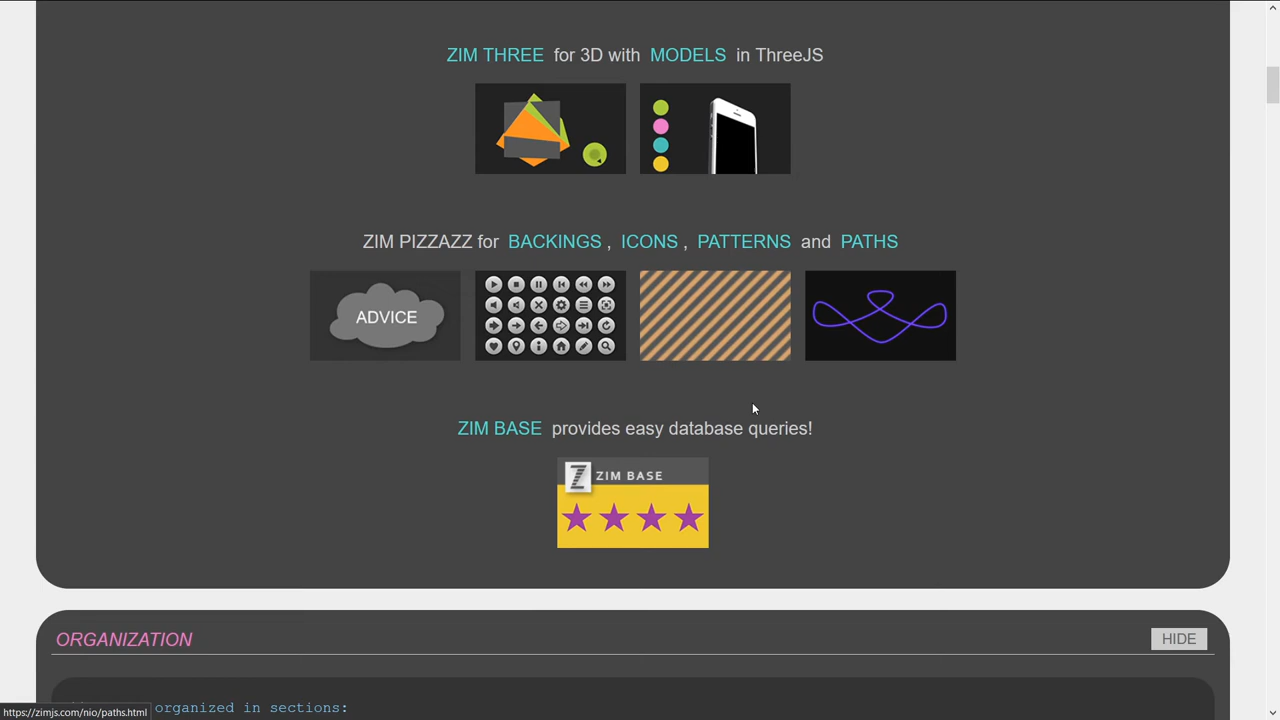 ZIM THREE for 3D with MODELS in ThreeJS
ZIM PIZZAZZ for BACKINGS , ICONS , PATTERNS and PATHS
ADVICE
ZIM BASE provides easy database queries!
Z ZIM BASE
ORGANIZATION
HIDE
organized in sections:
https://zimjs.com/nio/paths.html